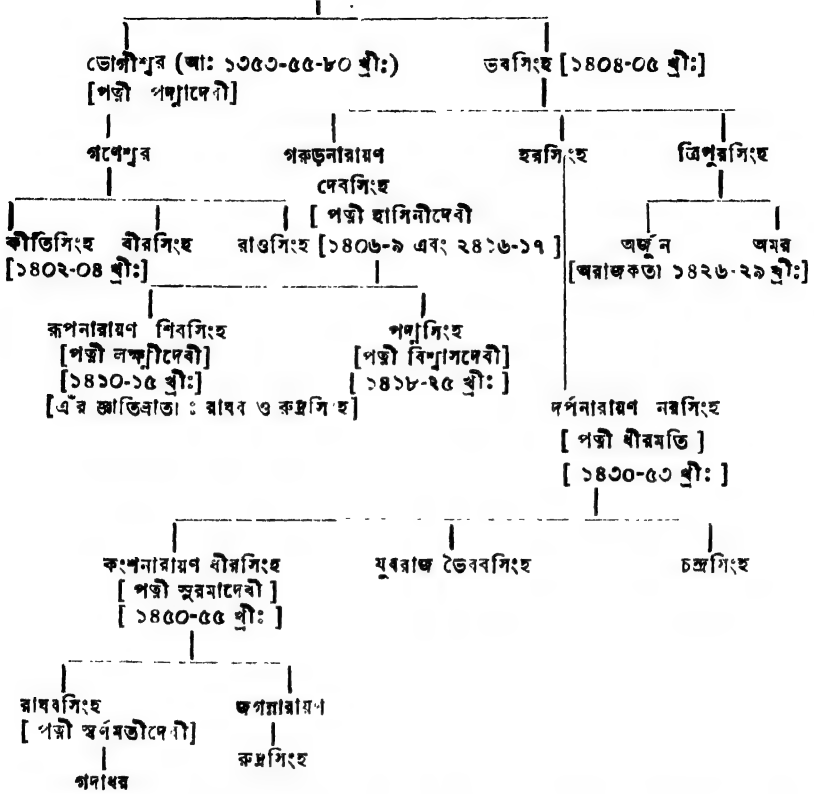 ভোগীশ্বর (আঃ ১৩৫৩-৫৫-৮০ খ্রীঃ) ভবসিংহ [১৪০৪-০৫ খ্রীঃ]
[পত্নী পদ্মাদেবী]
গণেশ্বর গরুড়নারায়ণ হরসিংহ ত্রিপুরসিংহ
দেবসিংহ
[ পত্নী হাসিনীদেবী
কীর্তিসিংহ বীরসিংহ রাওসিংহ [১৪০৬-৯ এবং ২৪১৬-১৭ ] অর্জুন অমর
[১৪০২-০৪ খ্রীঃ] [অরাজকতা ১৪২৬-২৯ খ্রীঃ]
রূপনারায়ণ শিবসিংহ পদ্মসিংহ
[পত্নী লক্ষ্মীদেবী] [পত্নী বিশ্বাসদেবী]
[১৪১০-১৫ খ্রীঃ] [ ১৪১৮-২৫ খ্রীঃ ]
[এঁর জ্ঞাতিভ্রাতা : রাঘব ও রুদ্রসিংহ] দর্পনারায়ণ নরসিংহ
[ পত্নী ধীরমতি ]
[ ১৪৩০-৫৩ খ্রীঃ ]
কংশনারায়ণ ধীরসিংহ যুবরাজ ভৈরবসিংহ চন্দ্রসিংহ
[ পত্নী সুরমাদেবী ]
[ ১৪৫০-৫৫ খ্রীঃ ]
রাঘবসিংহ জগন্নারায়ণ
[ পত্নী স্বর্ণমতীদেবী]
রুদ্রসিংহ
গদাধর